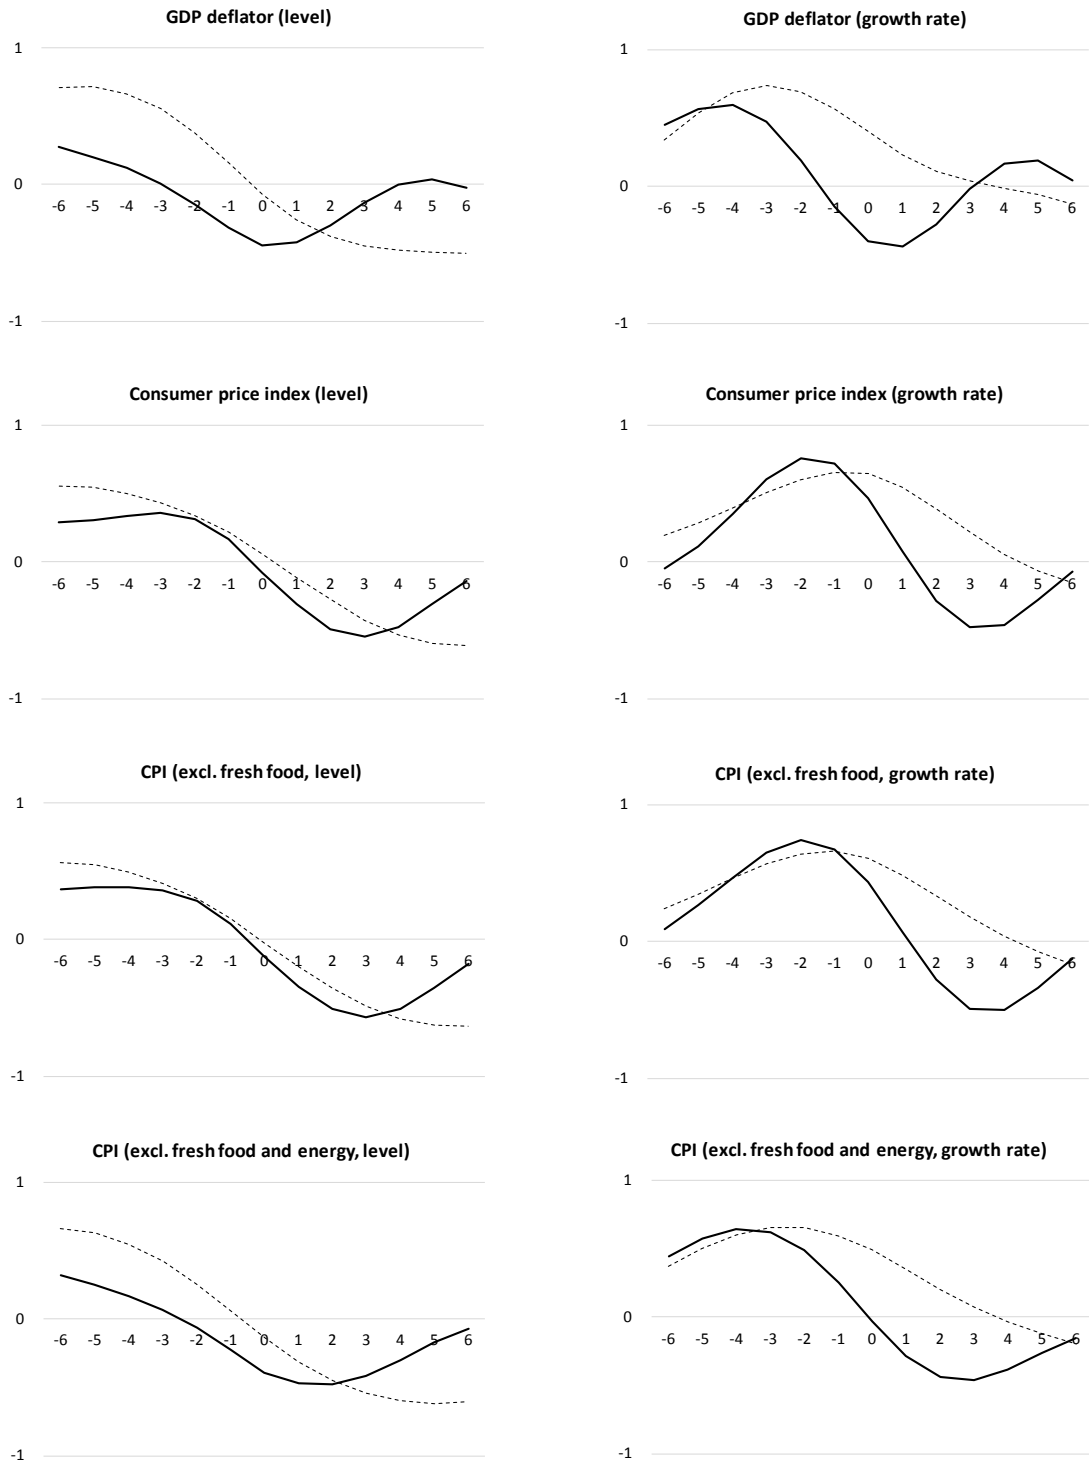 GDP deflator (level)
1
0
-6 -5 -4 -3 -2 -1 0 1 2 3 4 5 6
-1
GDP deflator (growth rate)
1
0
-6 -5 -4 -3 -2 -1 0 1 2 3 4 5 6
-1
Consumer price index (level)
1
0
-6 -5 -4 -3 -2 -1 0 1 2 3 4 5 6
-1
Consumer price index (growth rate)
1
0
-6 -5 -4 -3 -2 -1 0 1 2 3 4 5 6
-1
CPI (excl. fresh food, level)
1
0
-6 -5 -4 -3 -2 -1 0 1 2 3 4 5 6
-1
CPI (excl. fresh food, growth rate)
1
0
-6 -5 -4 -3 -2 -1 0 1 2 3 4 5 6
-1
CPI (excl. fresh food and energy, level)
1
0
-6 -5 -4 -3 -2 -1 0 1 2 3 4 5 6
-1
CPI (excl. fresh food and energy, growth rate)
1
0
-6 -5 -4 -3 -2 -1 0 1 2 3 4 5 6
-1